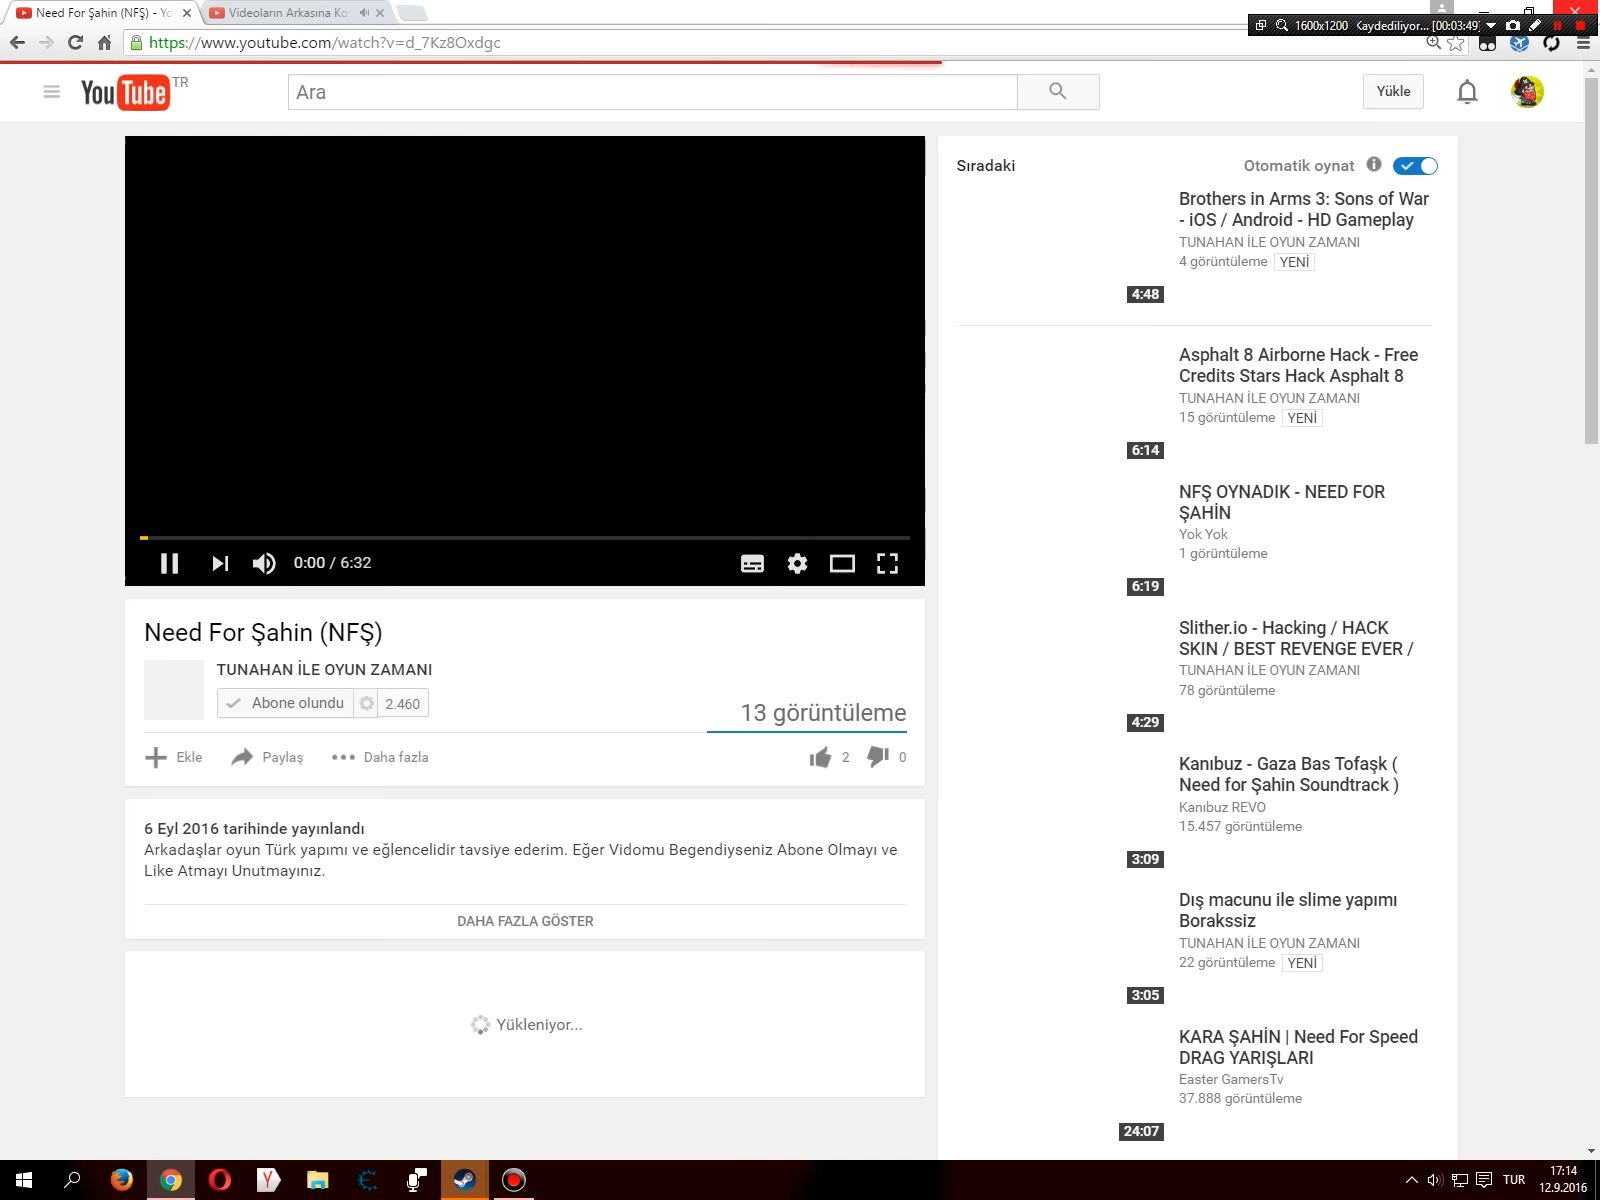 Need For Şahin (NFŞ) - Yo
Videoların Arkasına Ko
1600x1200 Kaydediliyor... [00:03:49]
https://www.youtube.com/watch?v=d_7Kz8Oxdgc
YouTube TR
Ara
Yükle
0:00 / 6:32
Need For Şahin (NFŞ)
TUNAHAN İLE OYUN ZAMANI
Abone olundu 2.460
13 görüntüleme
Ekle Paylaş Daha fazla 2 0
6 Eyl 2016 tarihinde yayınlandı
Arkadaşlar oyun Türk yapımı ve eğlencelidir tavsiye ederim. Eğer Vidomu Begendiyseniz Abone Olmayı ve
Like Atmayı Unutmayınız.
DAHA FAZLA GÖSTER
Yükleniyor...
Sıradaki Otomatik oynat
Brothers in Arms 3: Sons of War
- iOS / Android - HD Gameplay
TUNAHAN İLE OYUN ZAMANI
4 görüntüleme YENİ
4:48
Asphalt 8 Airborne Hack - Free
Credits Stars Hack Asphalt 8
TUNAHAN İLE OYUN ZAMANI
15 görüntüleme YENİ
6:14
NFŞ OYNADIK - NEED FOR
ŞAHİN
Yok Yok
1 görüntüleme
6:19
Slither.io - Hacking / HACK
SKIN / BEST REVENGE EVER /
TUNAHAN İLE OYUN ZAMANI
78 görüntüleme
4:29
Kanıbuz - Gaza Bas Tofaşk (
Need for Şahin Soundtrack )
Kanıbuz REVO
15.457 görüntüleme
3:09
Dış macunu ile slime yapımı
Borakssiz
TUNAHAN İLE OYUN ZAMANI
22 görüntüleme YENİ
3:05
KARA ŞAHİN | Need For Speed
DRAG YARIŞLARI
Easter GamersTv
37.888 görüntüleme
24:07
TUR
17:14
12.9.2016